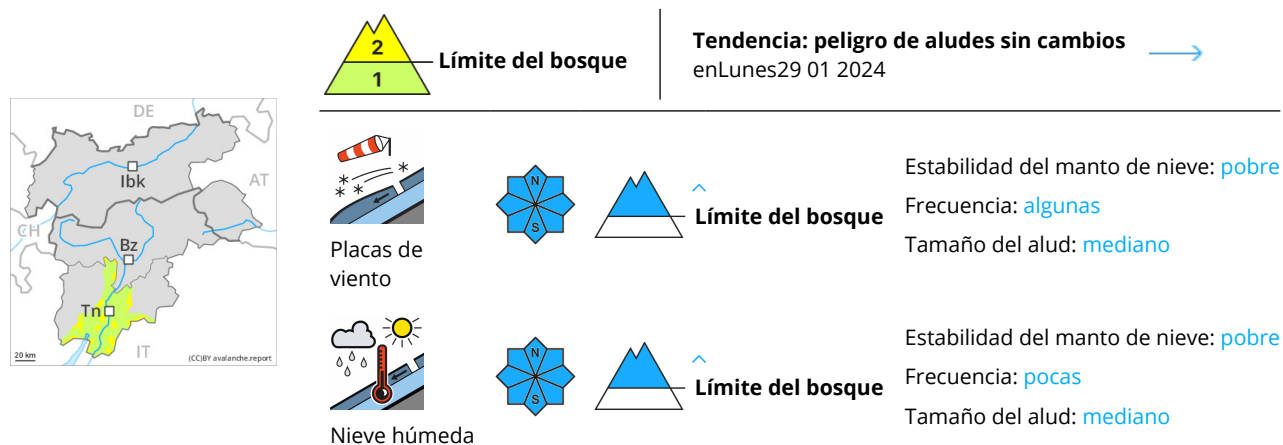 2
1
Límite del bosque
Tendencia: peligro de aludes sin cambios
enLunes29 01 2024
DE
AT
CH
IT
Ibk
Bz
Tn
20 km
(CC)BY avalanche.report
N
S
Placas de
viento
Límite del bosque
Estabilidad del manto de nieve: pobre
Frecuencia: algunas
Tamaño del alud: mediano
N
S
Nieve húmeda
Límite del bosque
Estabilidad del manto de nieve: pobre
Frecuencia: pocas
Tamaño del alud: mediano